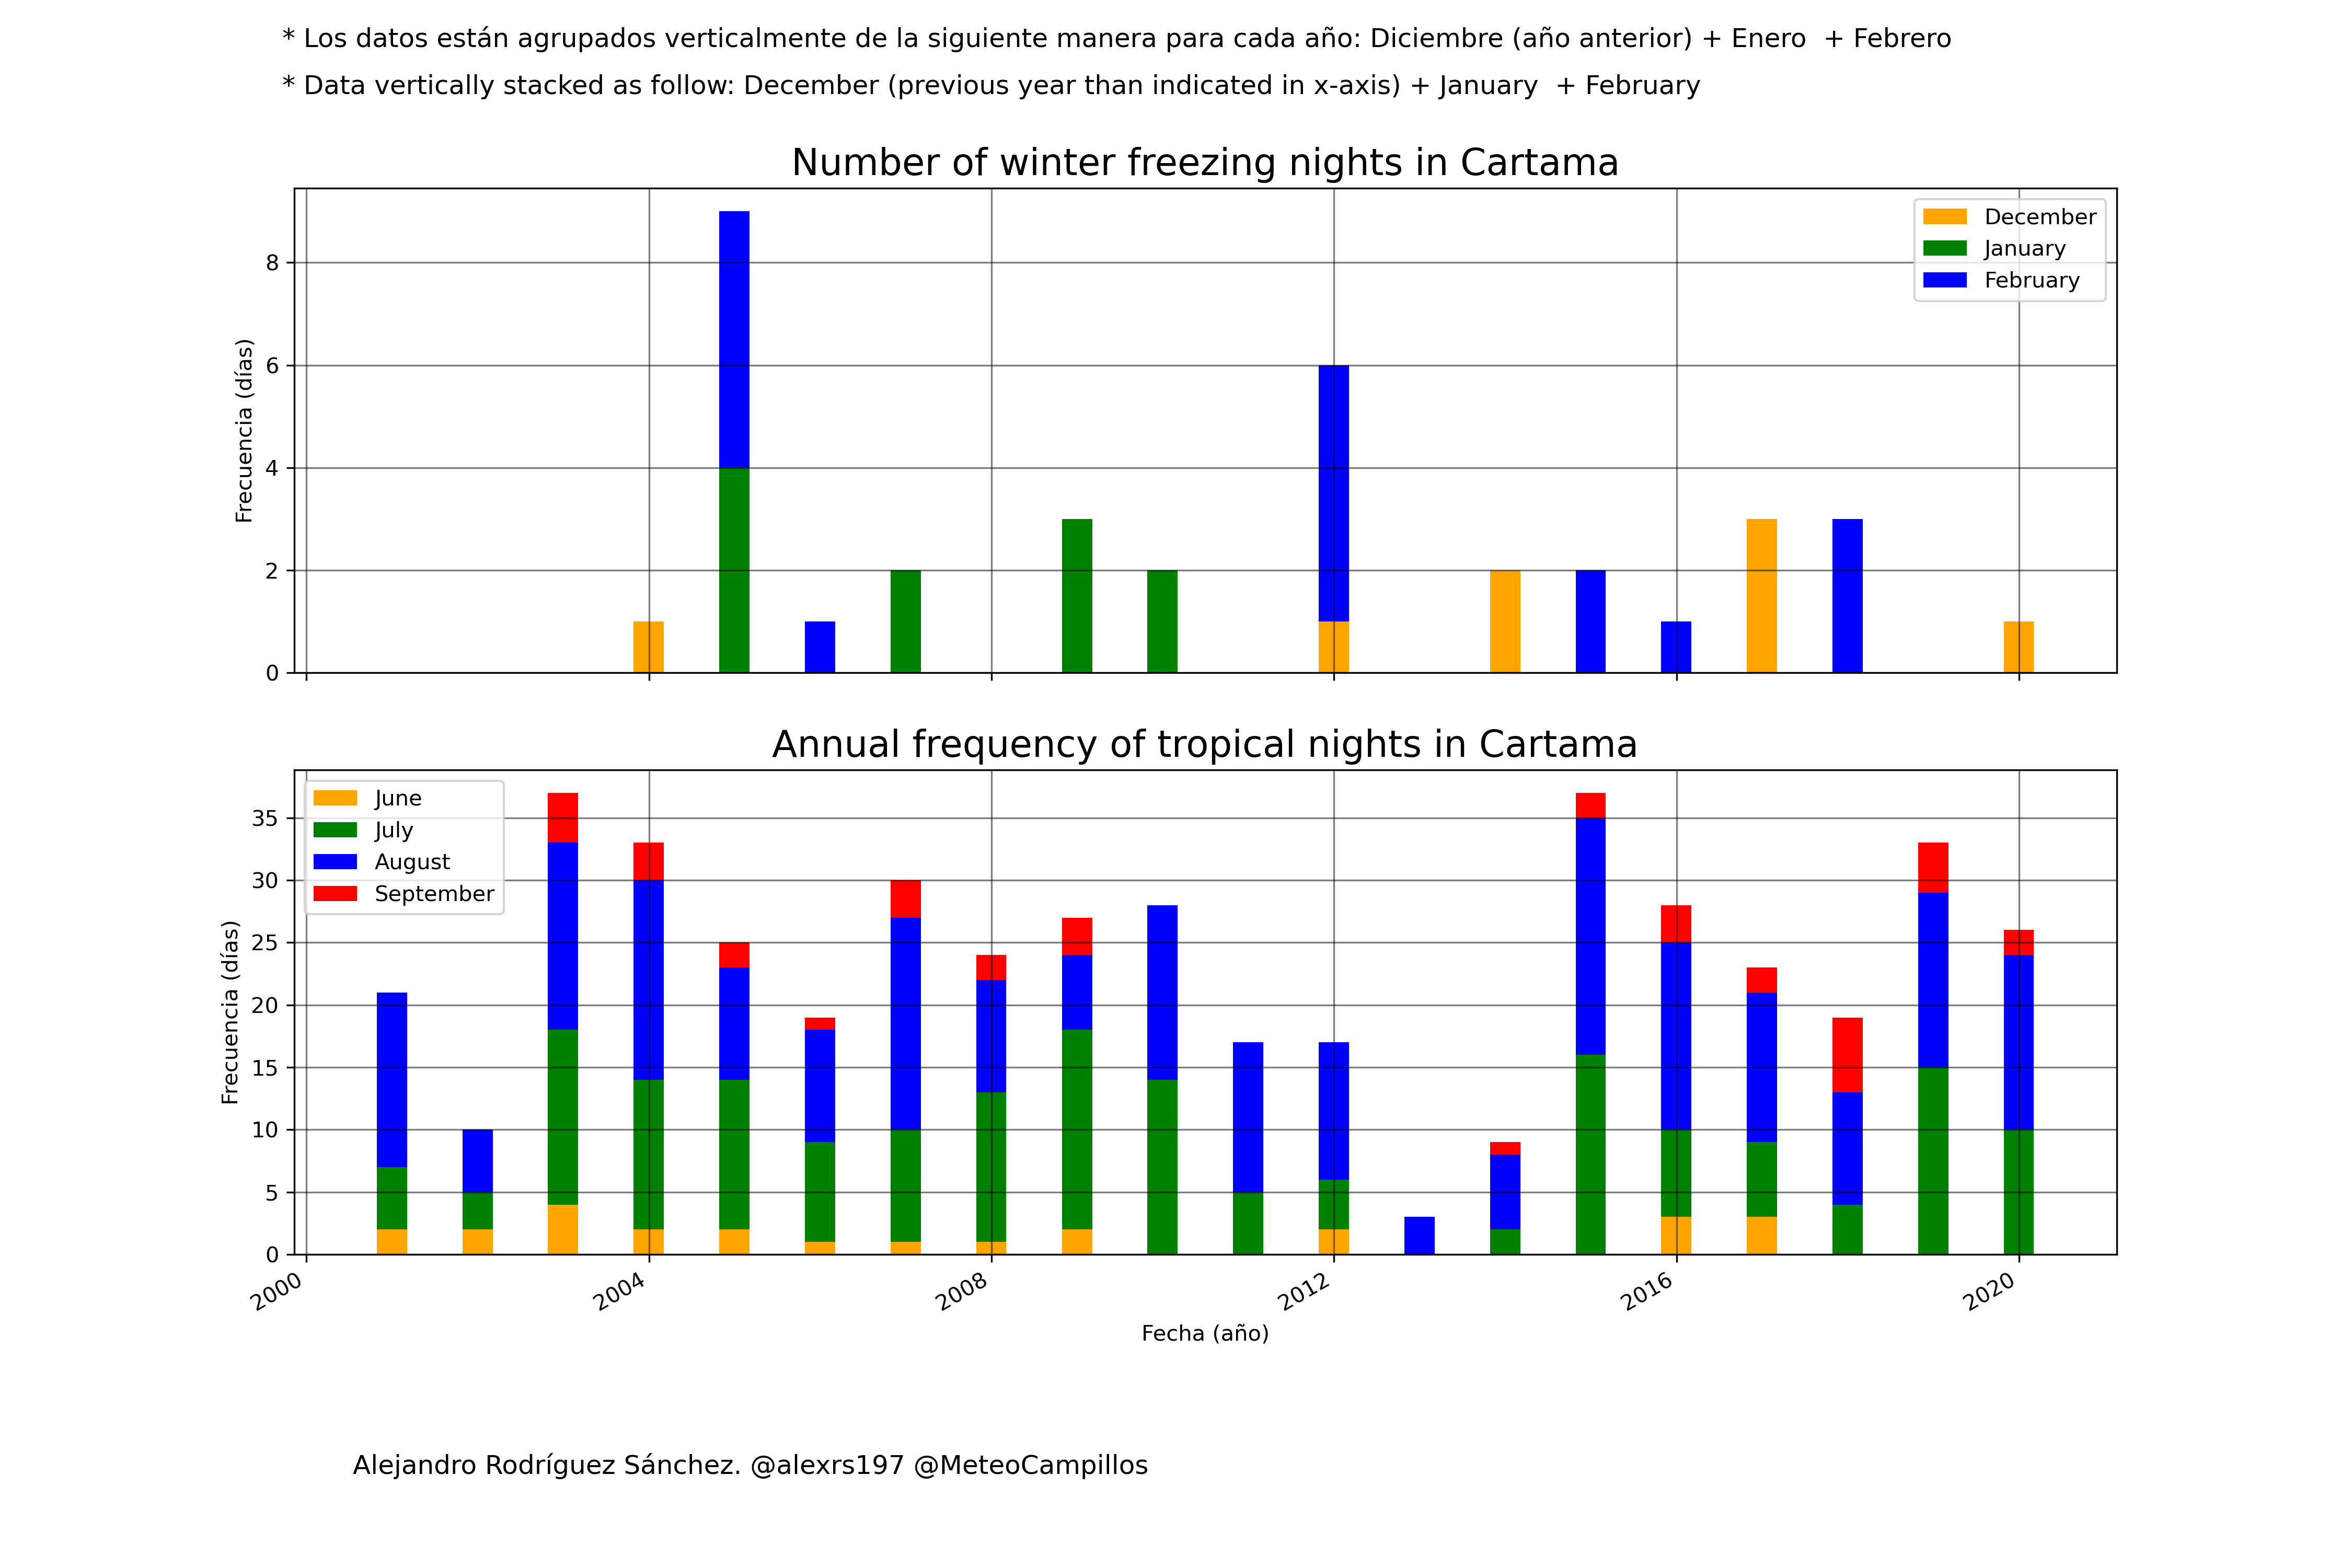 * Los datos están agrupados verticalmente de la siguiente manera para cada año: Diciembre (año anterior) + Enero  + Febrero
* Data vertically stacked as follow: December (previous year than indicated in x-axis) + January  + February
Number of winter freezing nights in Cartama
December
January
February
Frecuencia (días)
8
6
4
2
0
Annual frequency of tropical nights in Cartama
June
July
August
September
Frecuencia (días)
35
30
25
20
15
10
5
0
2000 2004 2008 2012 2016 2020
Fecha (año)
Alejandro Rodríguez Sánchez. @alexrs197 @MeteoCampillos